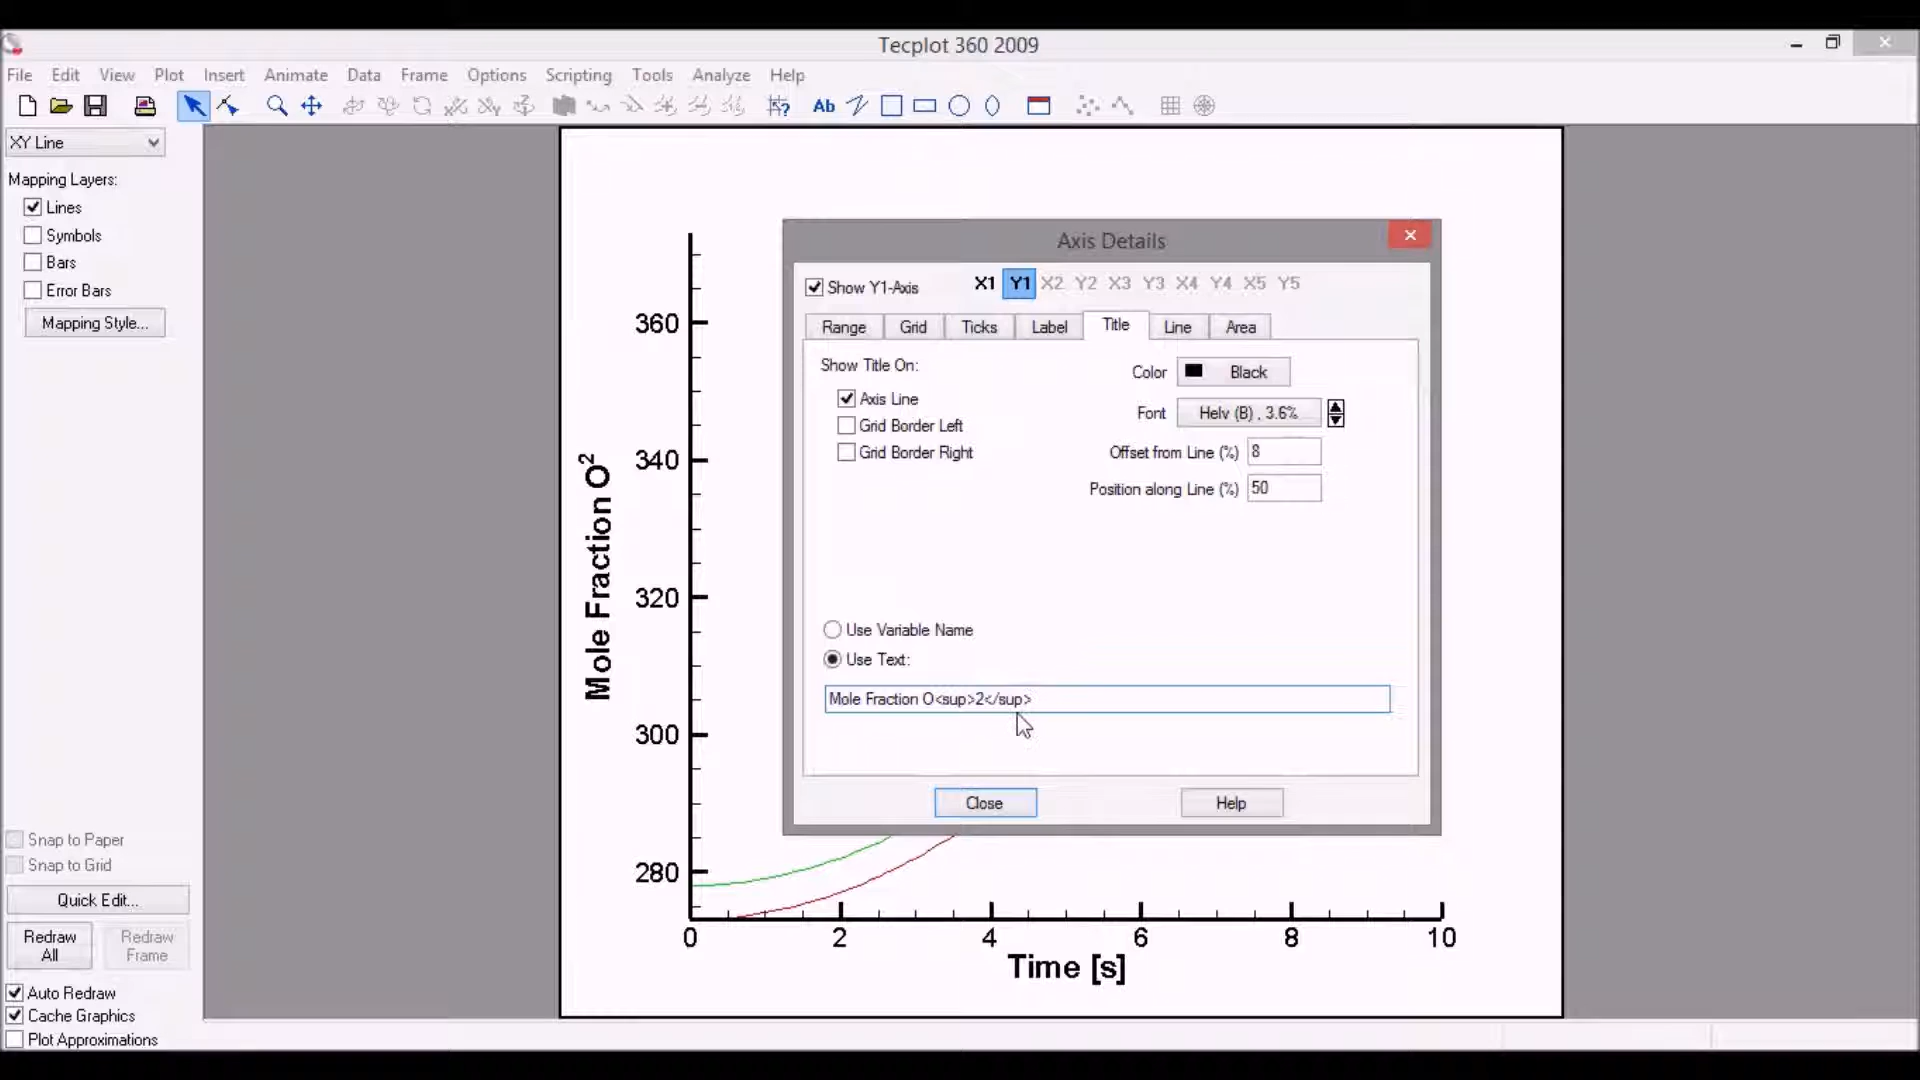 Tecplot 360 2009
File Edit View Plot Insert Animate Data Frame Options Scripting Tools Analyze Help
Ab
XY Line
Mapping Layers:
Lines
Symbols
Bars
Error Bars
Mapping Style...
Snap to Paper
Snap to Grid
Quick Edit...
Redraw All
Redraw Frame
Auto Redraw
Cache Graphics
Plot Approximations
Mole Fraction O²
360
340
320
300
280
0 2 4 6 8 10
Time [s]
Axis Details
Show Y1-Axis
X1 Y1 X2 Y2 X3 Y3 X4 Y4 X5 Y5
Range Grid Ticks Label Title Line Area
Show Title On:
Axis Line
Grid Border Left
Grid Border Right
Color Black
Font Helv (B) , 3.6%
Offset from Line (%) 8
Position along Line (%) 50
Use Variable Name
Use Text:
Mole Fraction O<sup>2</sup>
Close Help